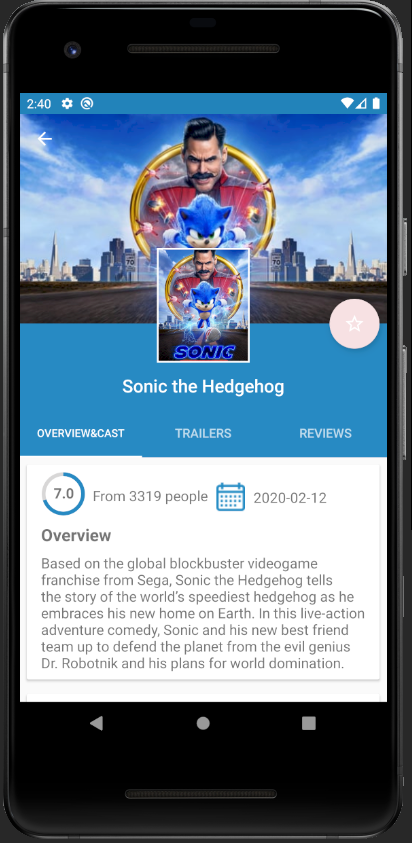 2:40
70
70
SONIC
Sonic the Hedgehog
OVERVIEW&CAST
TRAILERS
REVIEWS
7.0
From 3319 people
2020-02-12
Overview
Based on the global blockbuster videogame
franchise from Sega, Sonic the Hedgehog tells
the story of the world’s speediest hedgehog as he
embraces his new home on Earth. In this live-action
adventure comedy, Sonic and his new best friend
team up to defend the planet from the evil genius
Dr. Robotnik and his plans for world domination.